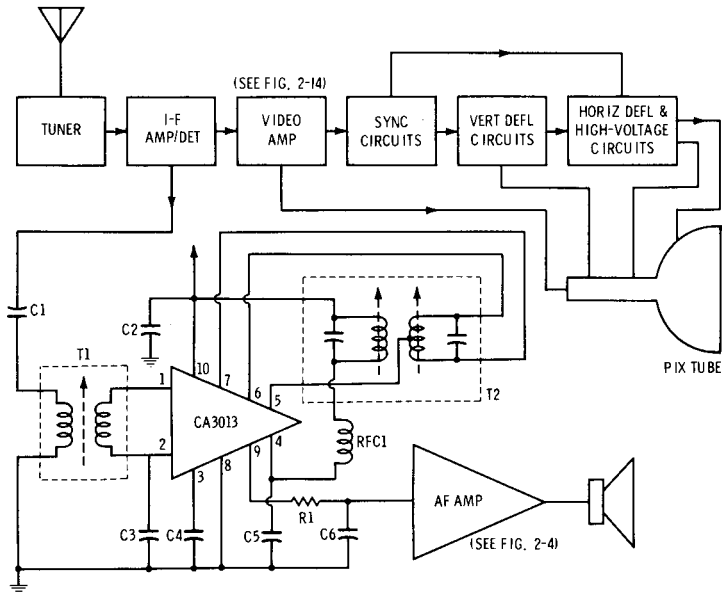 (SEE FIG. 2-14)
TUNER
I-F
AMP/DET
VIDEO
AMP
SYNC
CIRCUITS
VERT DEFL
CIRCUITS
HORIZ DEFL &
HIGH-VOLTAGE
CIRCUITS
C1
C2
T1
10
7
6
5
1
2
CA3013
4
9
3
8
T2
PIX TUBE
RFC1
R1
C3
C4
C5
C6
AF AMP
(SEE FIG. 2-4)